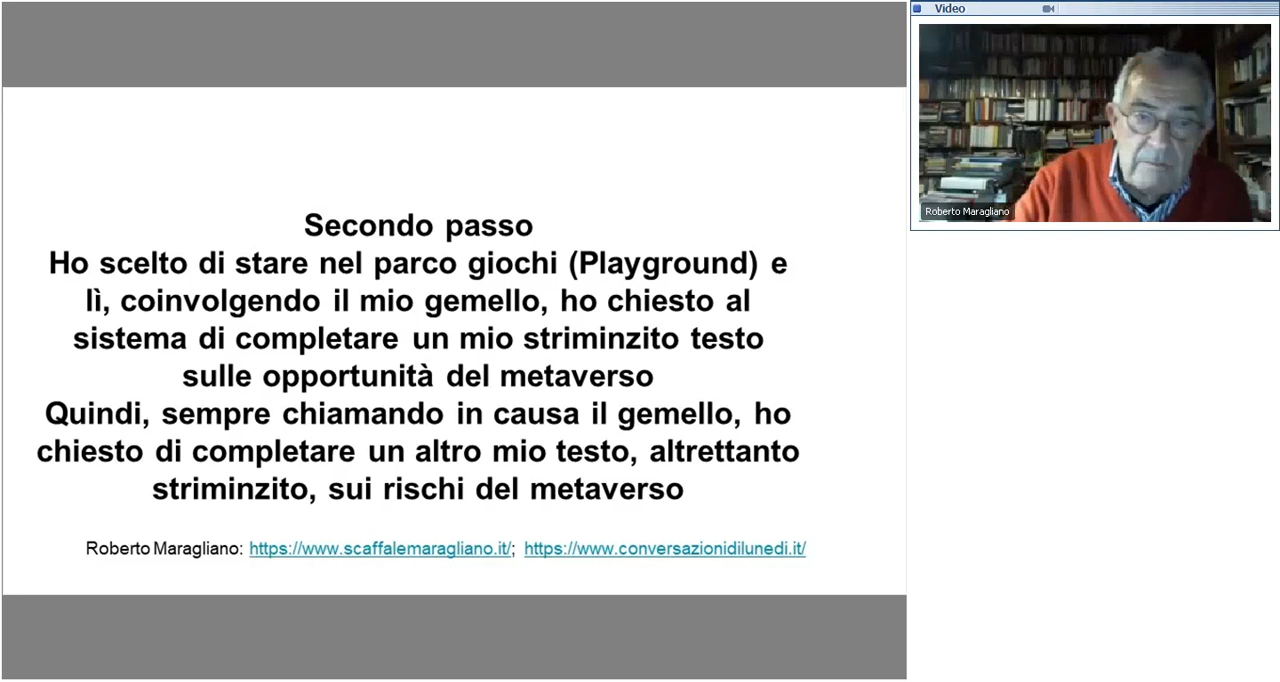 Secondo passo
Ho scelto di stare nel parco giochi (Playground) e
lì, coinvolgendo il mio gemello, ho chiesto al
sistema di completare un mio striminzito testo
sulle opportunità del metaverso
Quindi, sempre chiamando in causa il gemello, ho
chiesto di completare un altro mio testo, altrettanto
striminzito, sui rischi del metaverso
Roberto Maragliano: https://www.scaffalemaragliano.it/; https://www.conversazionidilunedi.it/
Video
Roberto Maragliano